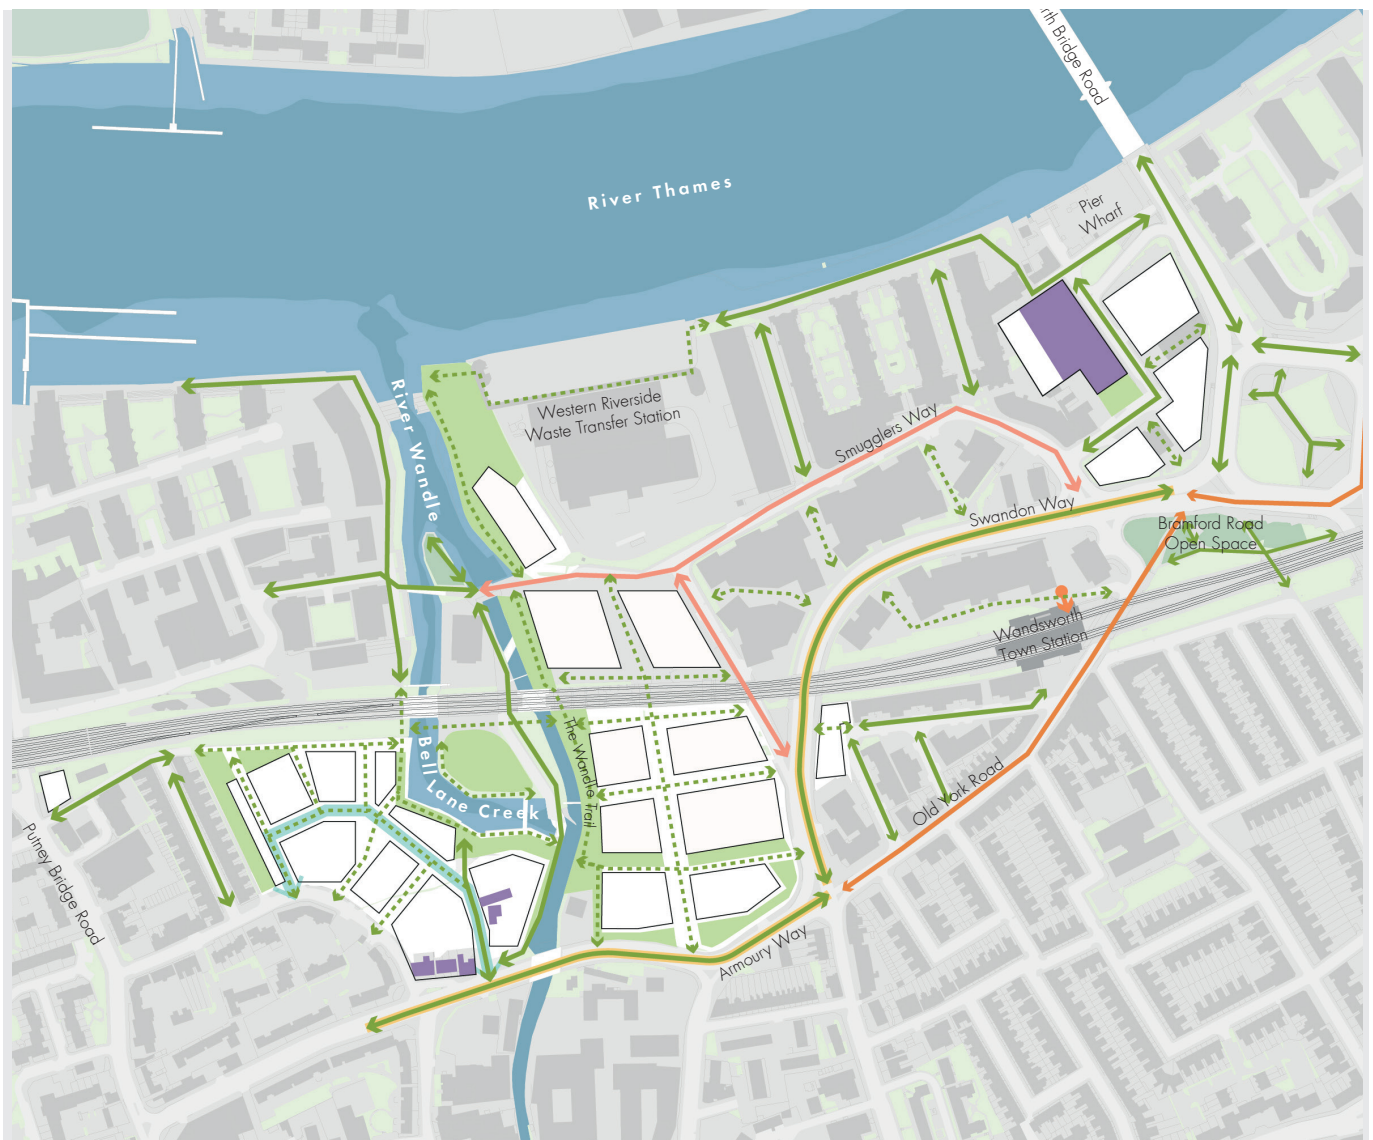 rth Bridge Road
River Thames
Pier
Wharf
River Wandle
Western Riverside
Waste Transfer Station
Smugglers Way
Swandon Way
Bramford Road
Open Space
Wandsworth
Town Station
The Wandle Trail
Bell Lane Creek
Old York Road
Putney Bridge Road
Armoury Way